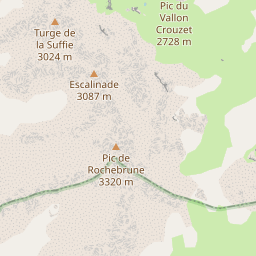 Turge de
la Suffie
3024 m
Pic du
Vallon
Crouzet
2728 m
Escalinade
3087 m
Pic de
Rochebrune
3320 m